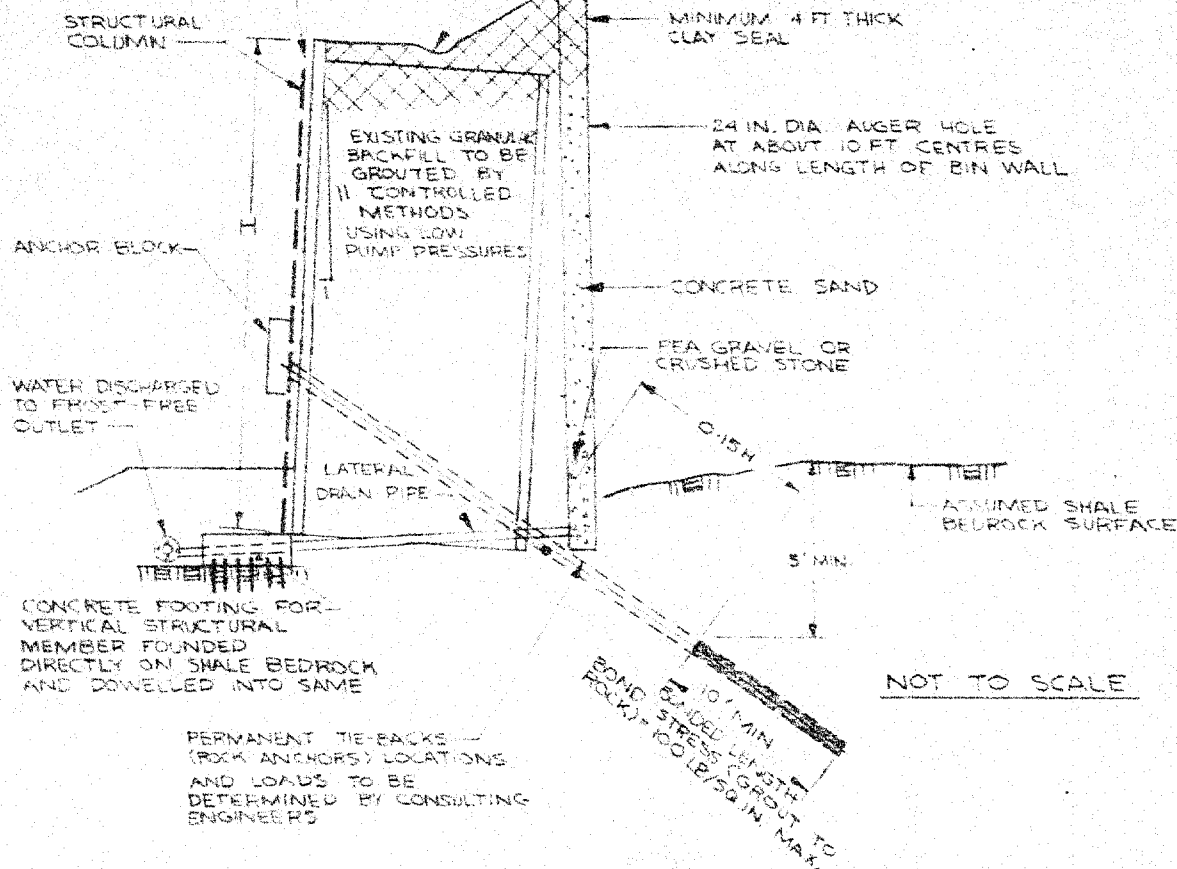 STRUCTURAL
COLUMN
MINIMUM 4 FT THICK
CLAY SEAL
24 IN. DIA. AUGER HOLE
AT ABOUT 10 FT CENTRES
ALONG LENGTH OF BIN WALL
EXISTING GRANULAR
BACKFILL TO BE
GROUTED BY
CONTROLLED
METHODS
USING LOW
PUMP PRESSURES
H
ANCHOR BLOCK
CONCRETE SAND
PEA GRAVEL OR
CRUSHED STONE
WATER DISCHARGED
TO FROST-FREE
OUTLET
0.15H
LATERAL
DRAIN PIPE
ASSUMED SHALE
BEDROCK SURFACE
5' MIN.
CONCRETE FOOTING FOR
VERTICAL STRUCTURAL
MEMBER FOUNDED
DIRECTLY ON SHALE BEDROCK
AND DOWELLED INTO SAME
10' MIN
BONDED LENGTH
BOND STRESS (GROUT TO
ROCK) = 100 LB/SQ IN. MAX.
NOT TO SCALE
PERMANENT TIE-BACKS
(ROCK ANCHORS) LOCATIONS
AND LOADS TO BE
DETERMINED BY CONSULTING
ENGINEERS